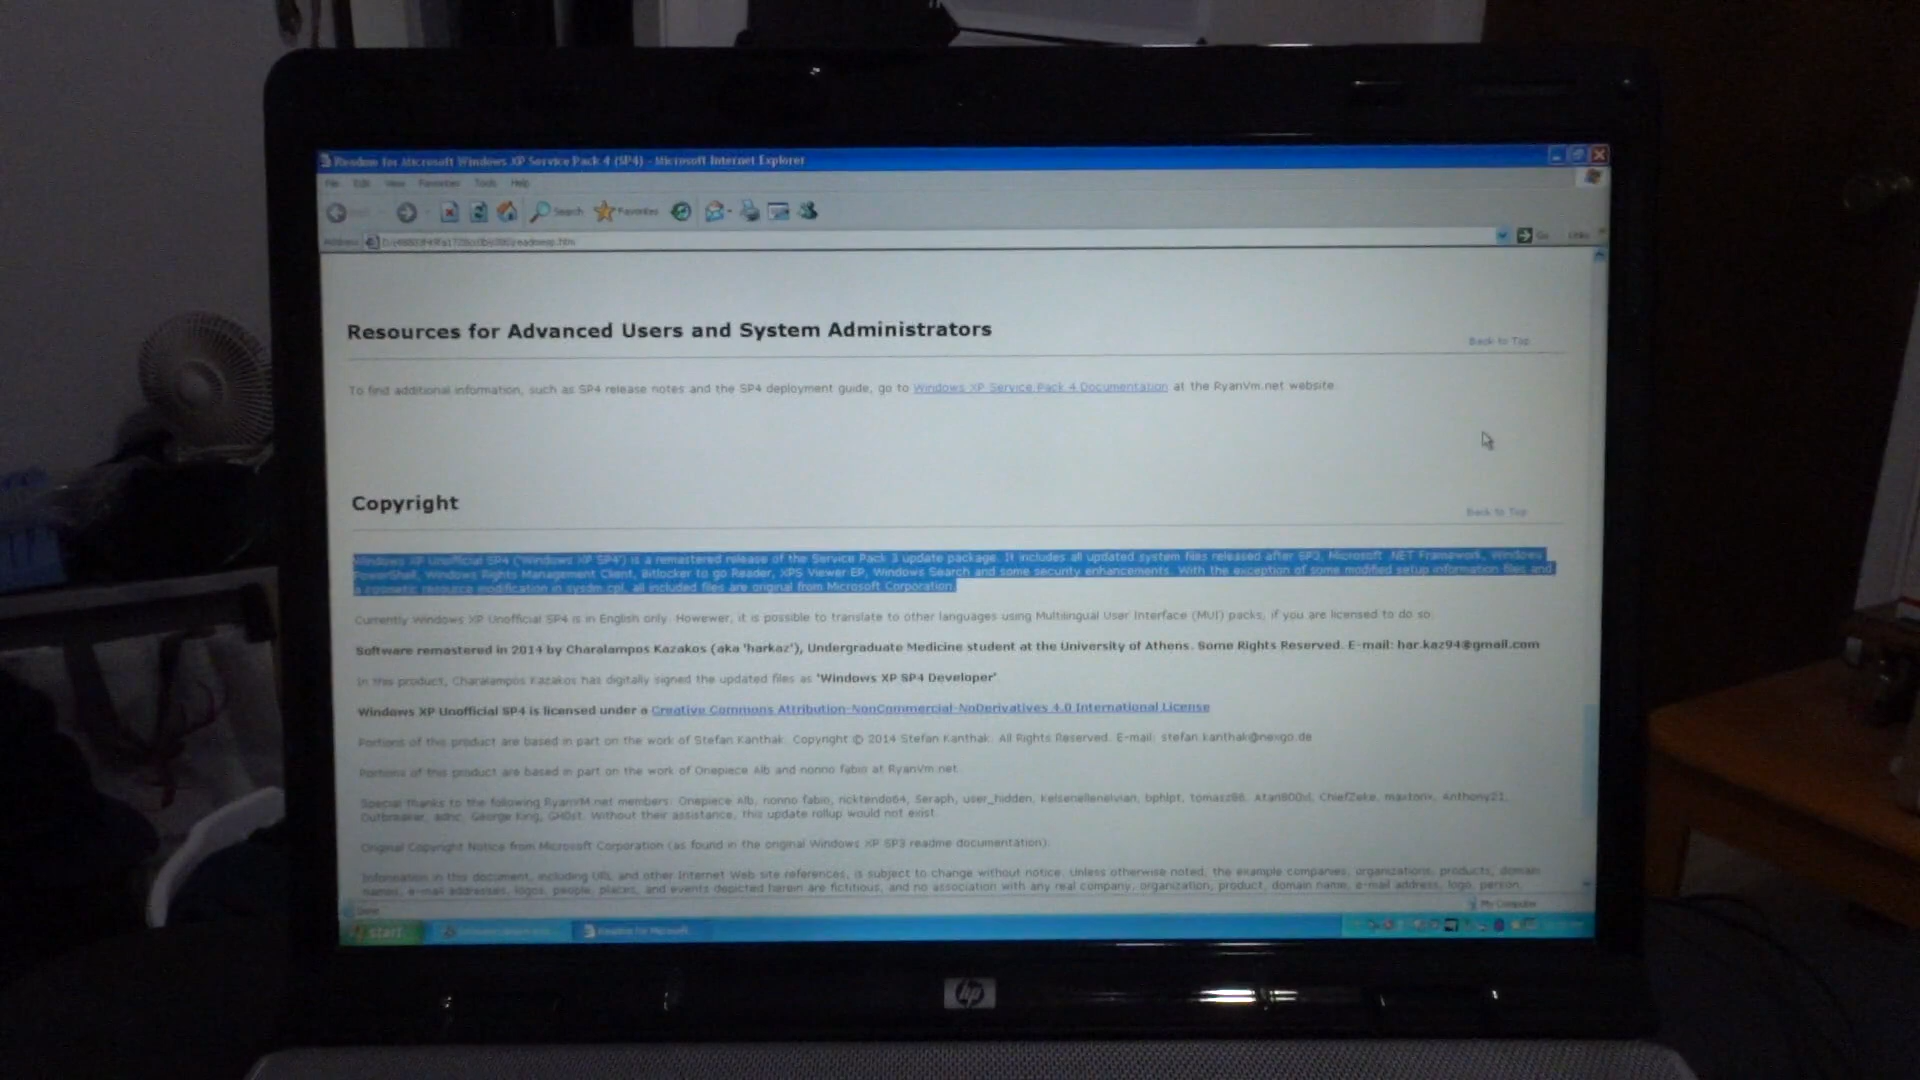 Readme for Microsoft Windows XP Service Pack 4 (SP4) - Microsoft Internet Explorer
File Edit View Favorites Tools Help
Search Favorites
Address
Go Links
Resources for Advanced Users and System Administrators
Back to Top
To find additional information, such as SP4 release notes and the SP4 deployment guide, go to Windows XP Service Pack 4 Documentation at the RyanVm.net website.
Copyright
Back to Top
Windows XP Unofficial SP4 ('Windows XP SP4') is a remastered release of the Service Pack 3 update package. It includes all updated system files released after SP3, Microsoft .NET Framework, Windows
PowerShell, Windows Rights Management Client, Bitlocker to go Reader, XPS Viewer EP, Windows Search and some security enhancements. With the exception of some modified setup information files and
a cosmetic resource modification in sysdm.cpl, all included files are original from Microsoft Corporation.
Currently Windows XP Unofficial SP4 is in English only. However, it is possible to translate to other languages using Multilingual User Interface (MUI) packs, if you are licensed to do so.
Software remastered in 2014 by Charalampos Kazakos (aka 'harkaz'), Undergraduate Medicine student at the University of Athens. Some Rights Reserved. E-mail: har.kaz94@gmail.com
In this product, Charalampos Kazakos has digitally signed the updated files as 'Windows XP SP4 Developer'
Windows XP Unofficial SP4 is licensed under a Creative Commons Attribution-NonCommercial-NoDerivatives 4.0 International License
Portions of this product are based in part on the work of Stefan Kanthak. Copyright © 2014 Stefan Kanthak. All Rights Reserved. E-mail: stefan.kanthak@nexgo.de
Portions of this product are based in part on the work of Onepiece Alb and nonno fabio at RyanVm.net.
Special thanks to the following RyanVM.net members: Onepiece Alb, nonno fabio, ricktendo64, Seraph, user_hidden, Kelsenellenelvian, bphlpt, tomasz86, Atan800xl, ChiefZeke, maxtorix, Anthony21,
Outbreaker, adric, George King, GH0st. Without their assistance, this update rollup would not exist.
Original Copyright Notice from Microsoft Corporation (as found in the original Windows XP SP3 readme documentation).
Information in this document, including URL and other Internet Web site references, is subject to change without notice. Unless otherwise noted, the example companies, organizations, products, domain
names, e-mail addresses, logos, people, places, and events depicted herein are fictitious, and no association with any real company, organization, product, domain name, e-mail address, logo, person,
Done
My Computer
start
Readme for Microsoft
hp